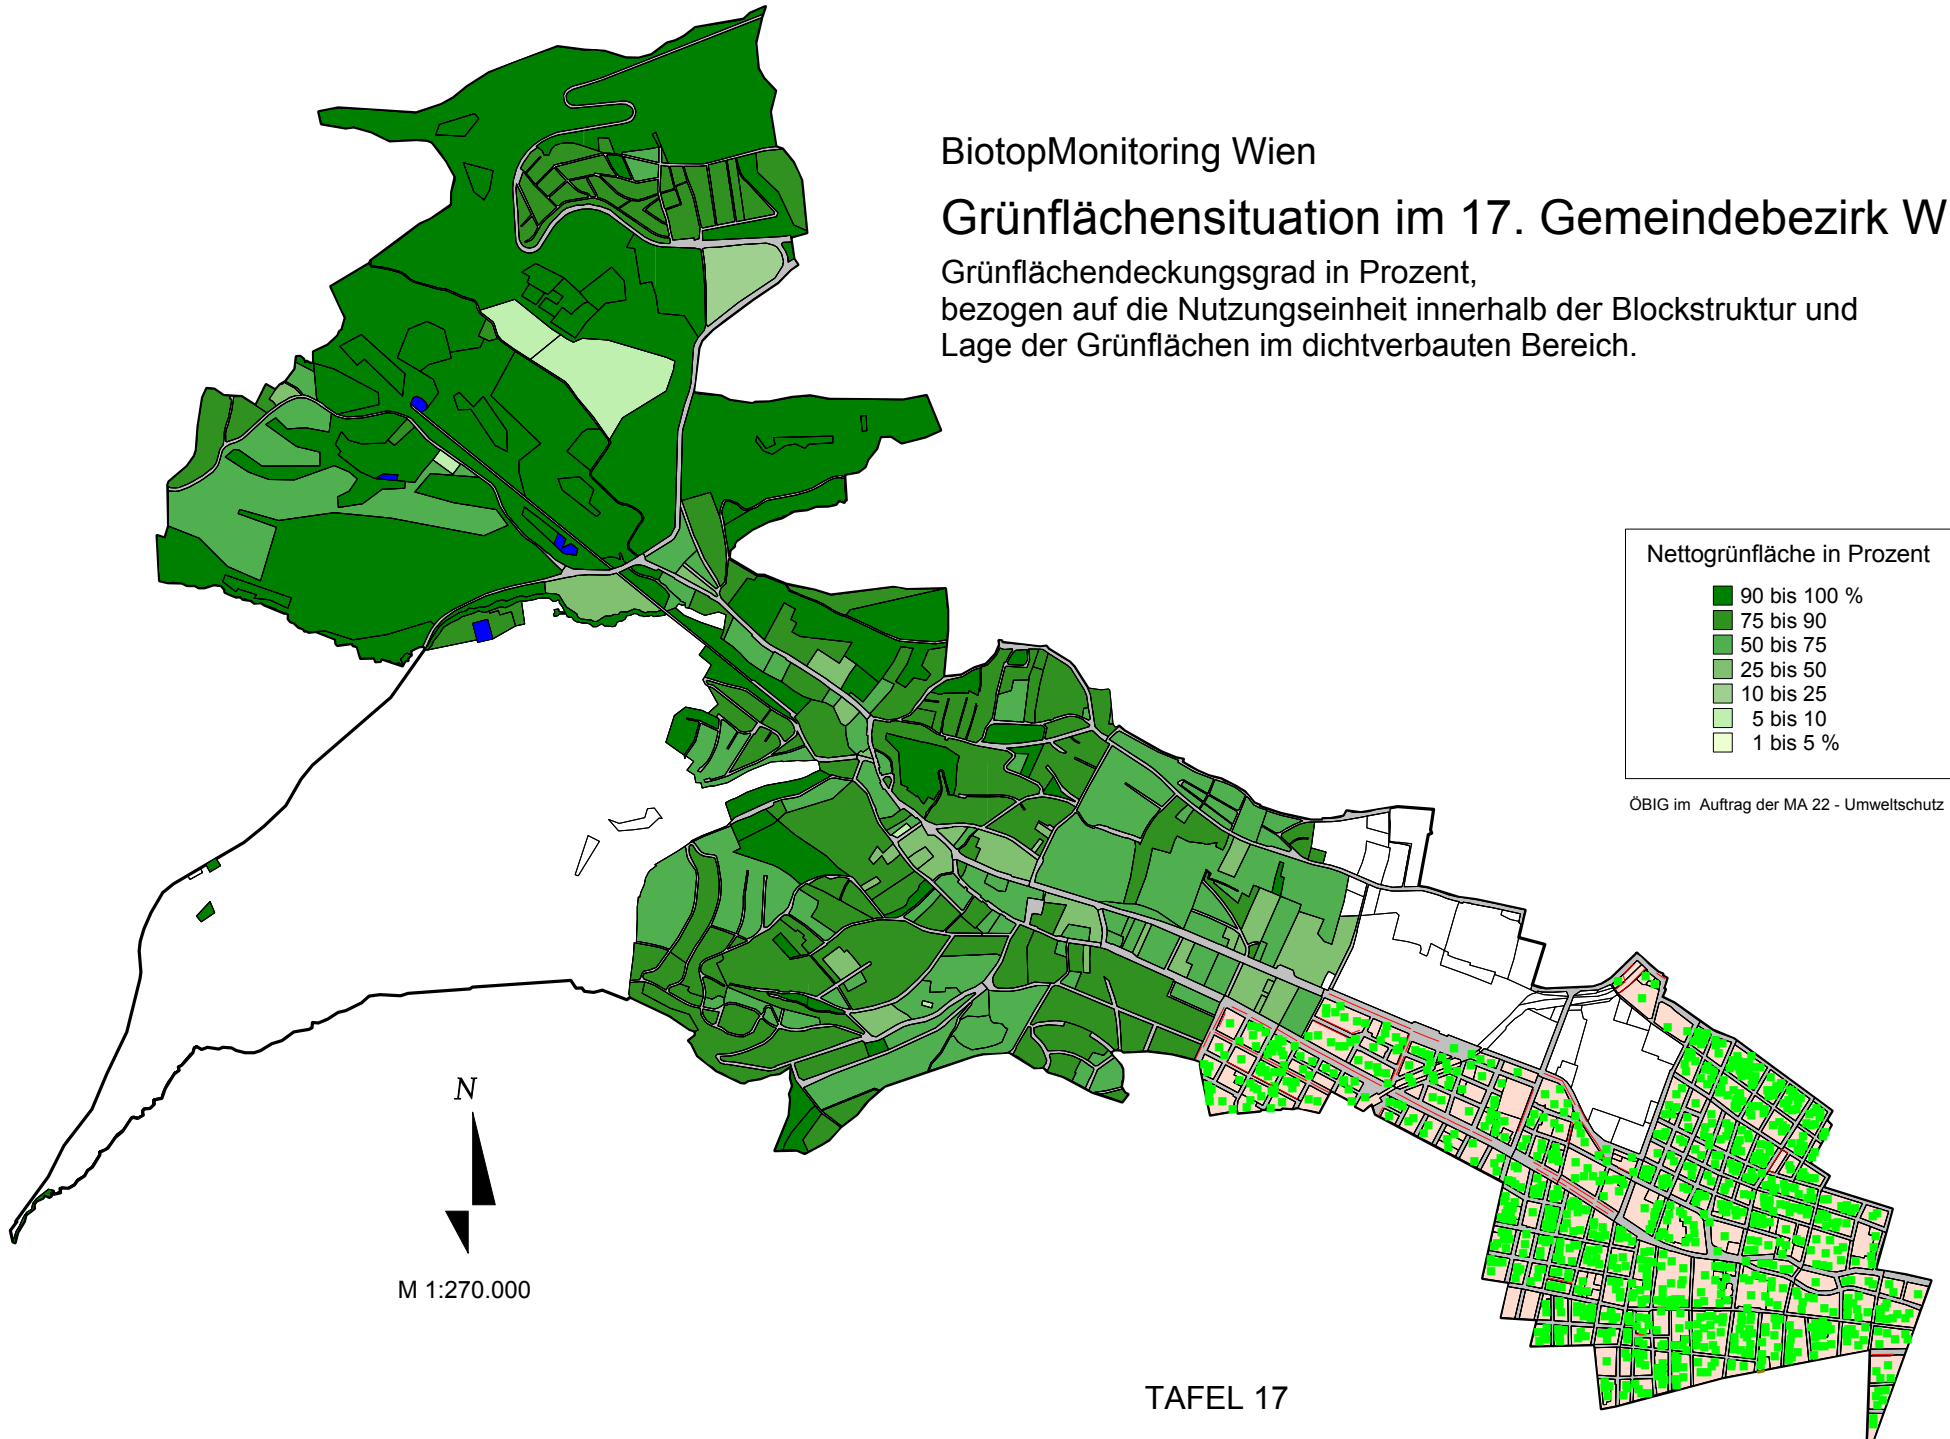 BiotopMonitoring Wien
Grünflächensituation im 17. Gemeindebezirk W
Grünflächendeckungsgrad in Prozent,
bezogen auf die Nutzungseinheit innerhalb der Blockstruktur und
Lage der Grünflächen im dichtverbauten Bereich.
Nettogrünfläche in Prozent
90 bis 100 %
75 bis 90
50 bis 75
25 bis 50
10 bis 25
5 bis 10
1 bis 5 %
ÖBIG im Auftrag der MA 22 - Umweltschutz
N
M 1:270.000
TAFEL 17